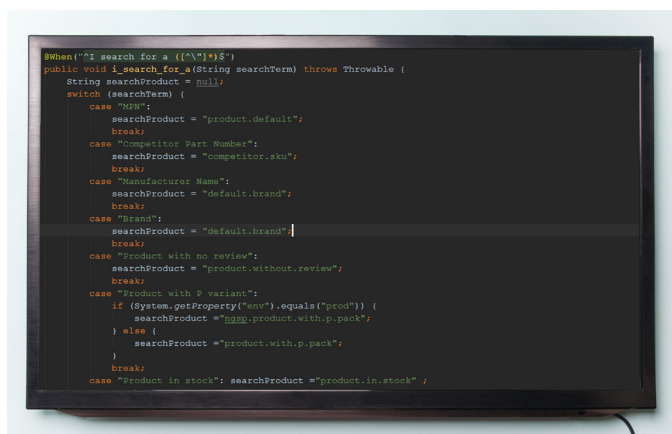 @When("^I search for a ([^\"]*)$")
public void i_search_for_a(String searchTerm) throws Throwable {
String searchProduct = null;
switch (searchTerm) {
case "MPN":
searchProduct = "product.default";
break;
case "Competitor Part Number":
searchProduct = "competitor.sku";
break;
case "Manufacturer Name":
searchProduct = "default.brand";
break;
case "Brand":
searchProduct = "default.brand";
break;
case "Product with no review":
searchProduct = "product.without.review";
break;
case "Product with P variant":
if (System.getProperty("env").equals("prod")) {
searchProduct ="ngsp.product.with.p.pack";
} else {
searchProduct ="product.with.p.pack";
}
break;
case "Product in stock": searchProduct ="product.in.stock" ;